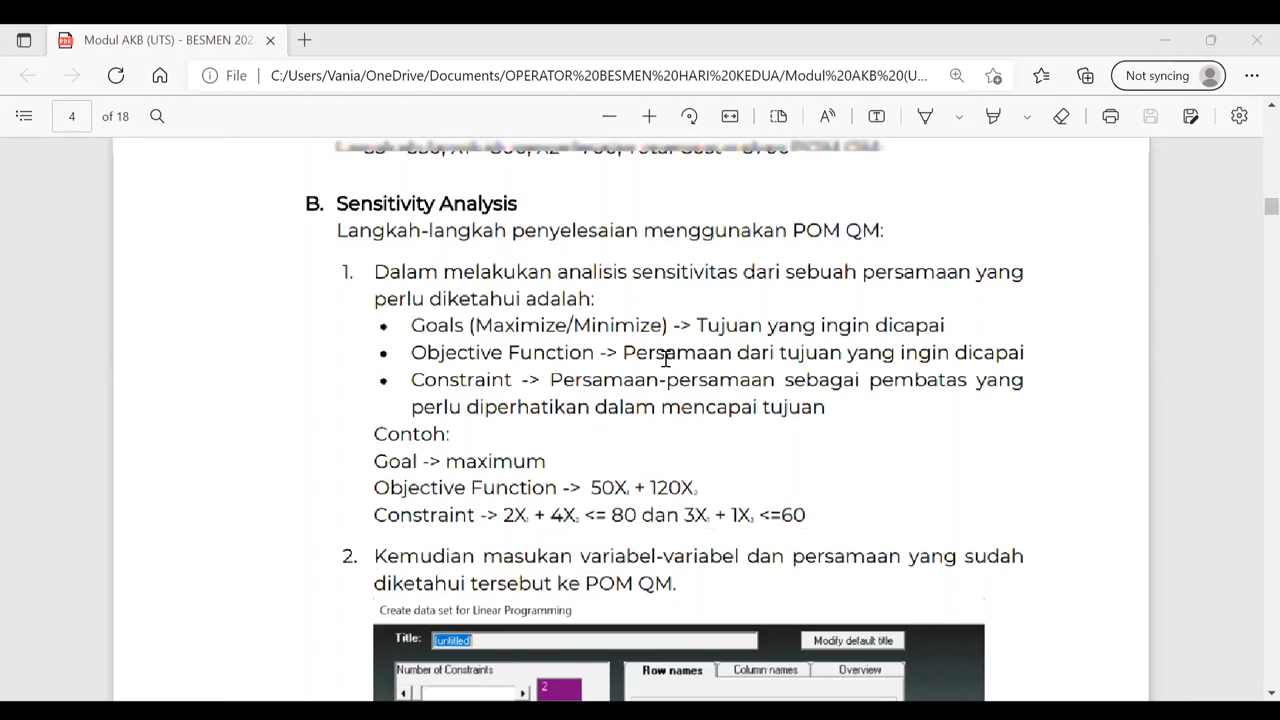 Modul AKB (UTS) - BESMEN 202
File
C:/Users/Vania/OneDrive/Documents/OPERATOR%20BESMEN%20HARI%20KEDUA/Modul%20AKB%20(U...
Not syncing
4 of 18
B. Sensitivity Analysis
Langkah-langkah penyelesaian menggunakan POM QM:
1. Dalam melakukan analisis sensitivitas dari sebuah persamaan yang
perlu diketahui adalah:
• Goals (Maximize/Minimize) -> Tujuan yang ingin dicapai
• Objective Function -> Persamaan dari tujuan yang ingin dicapai
• Constraint -> Persamaan-persamaan sebagai pembatas yang
perlu diperhatikan dalam mencapai tujuan
Contoh:
Goal -> maximum
Objective Function -> 50X₁ + 120X₂
Constraint -> 2X₁ + 4X₂ <= 80 dan 3X₁ + 1X₂ <=60
2. Kemudian masukan variabel-variabel dan persamaan yang sudah
diketahui tersebut ke POM QM.
Create data set for Linear Programming
Title: (untitled) Modify default title
Number of Constraints Row names Column names Overview
2